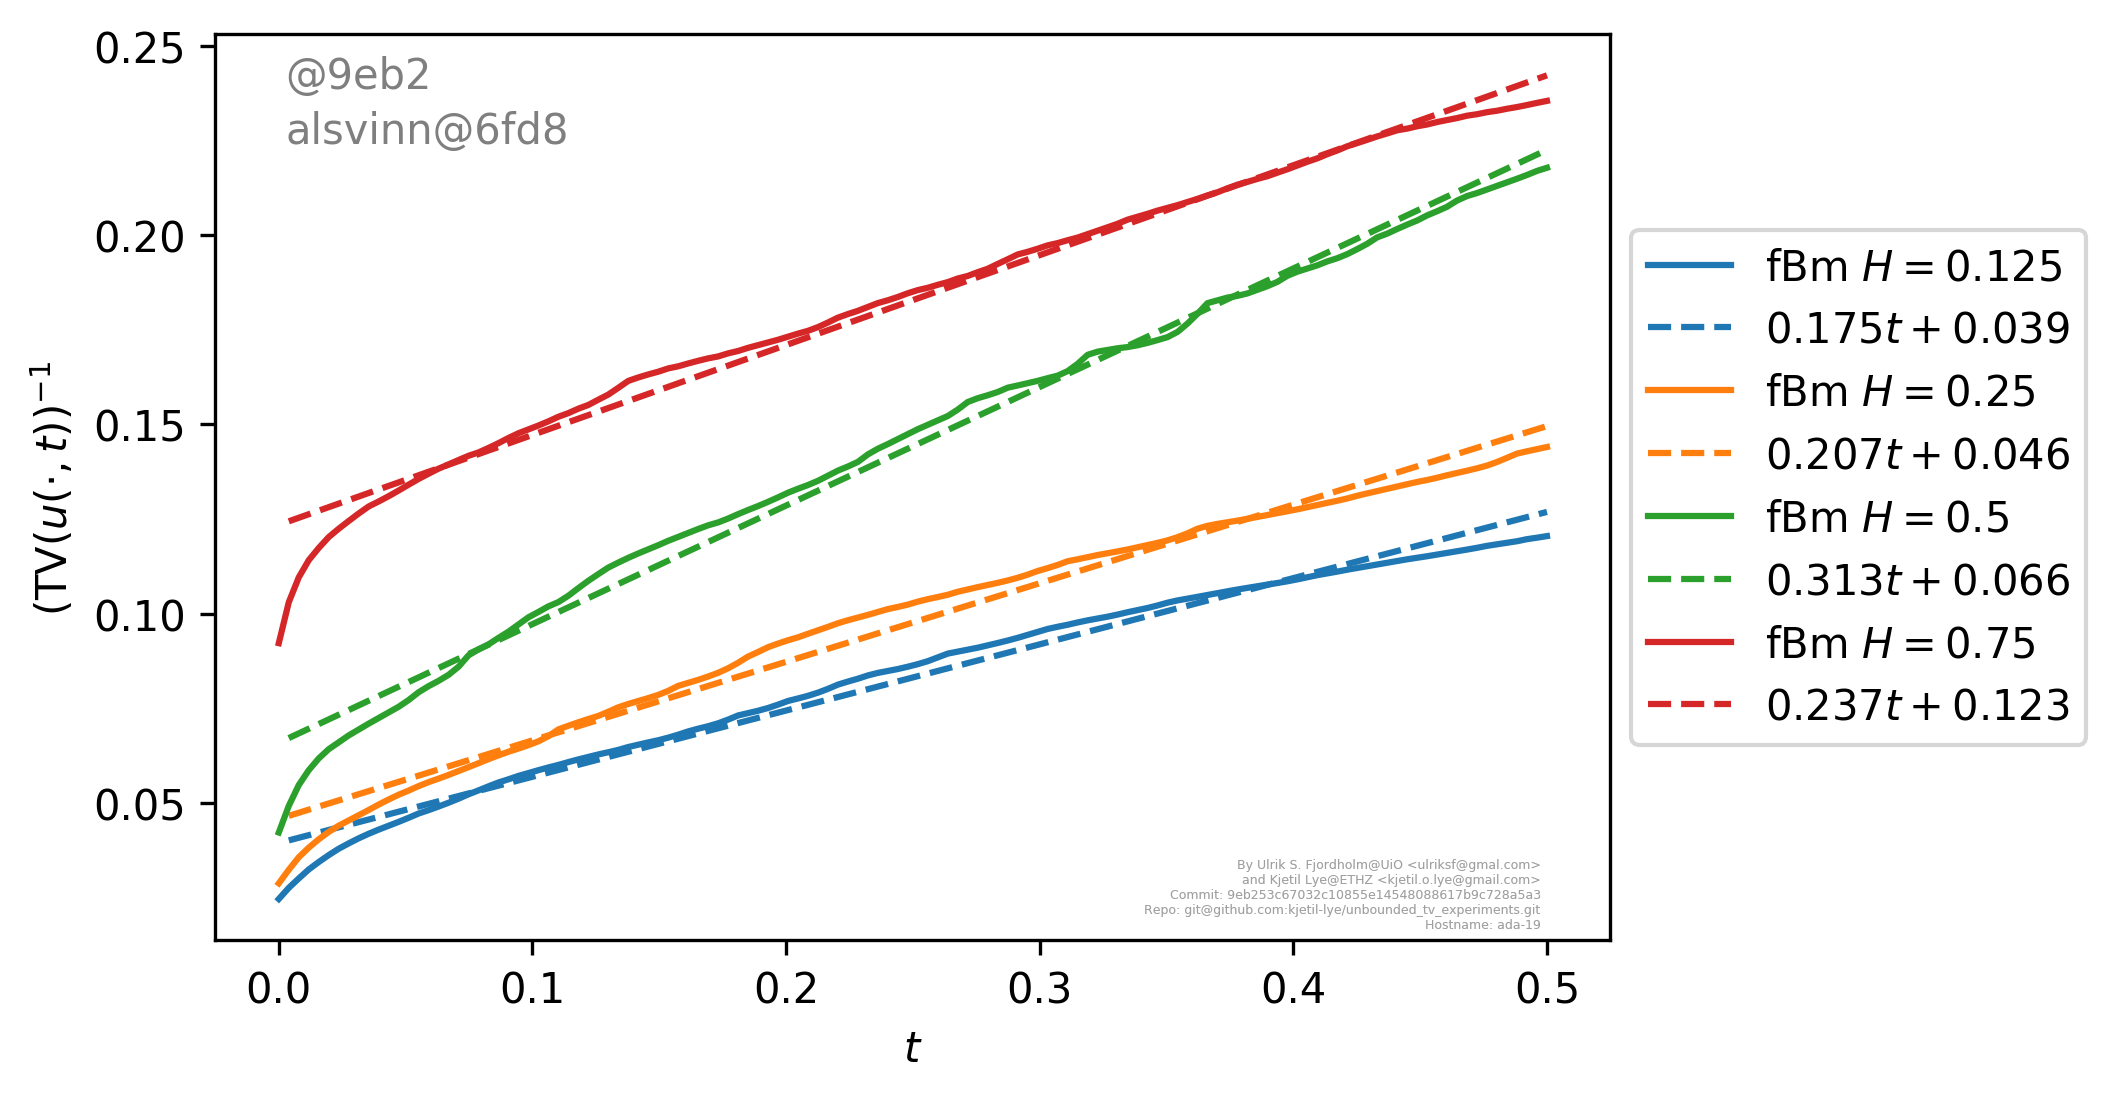 @9eb2
alsvinn@6fd8
0.25
0.20
0.15
0.10
0.05
(TV(u(·, t))⁻¹
0.0 0.1 0.2 0.3 0.4 0.5
t
fBm H = 0.125
0.175t + 0.039
fBm H = 0.25
0.207t + 0.046
fBm H = 0.5
0.313t + 0.066
fBm H = 0.75
0.237t + 0.123
By Ulrik S. Fjordholm@UiO <ulriksf@gmal.com>
and Kjetil Lye@ETHZ <kjetil.o.lye@gmail.com>
Commit: 9eb253c67032c10855e14548088617b9c728a5a3
Repo: git@github.com:kjetil-lye/unbounded_tv_experiments.git
Hostname: ada-19